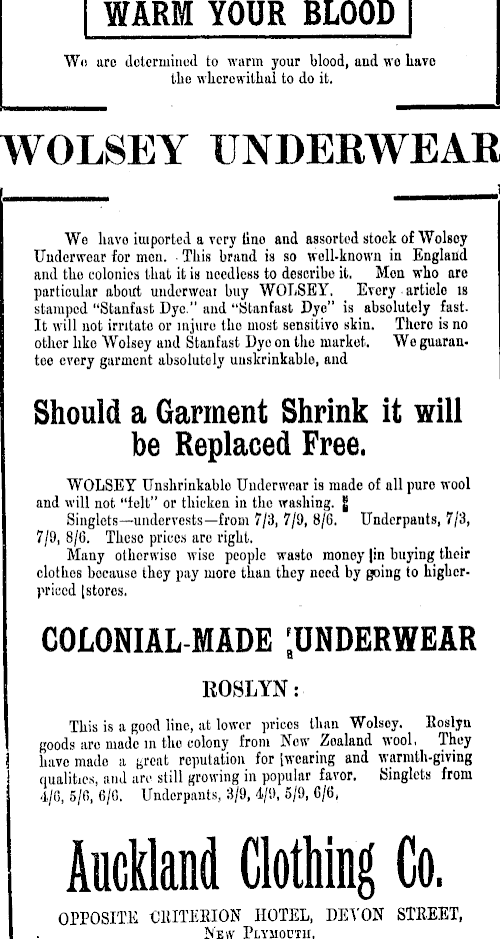 WARM YOUR BLOOD
We are determined to warm your blood, and we have
the wherewithal to do it.
WOLSEY UNDERWEAR
We have imported a very fine and assorted stock of Wolsey
Underwear for men. This brand is so well-known in England
and the colonies that it is needless to describe it. Men who are
particular about underwear buy WOLSEY. Every article is
stamped "Stanfast Dye." and "Stanfast Dye" is absolutely fast.
It will not irritate or injure the most sensitive skin. There is no
other like Wolsey and Stanfast Dye on the market. We guaran-
tee every garment absolutely unskrinkable, and
Should a Garment Shrink it will
be Replaced Free.
WOLSEY Unshrinkable Underwear is made of all pure wool
and will not "felt" or thicken in the washing.
Singlets—undervests—from 7/3, 7/9, 8/6. Underpants, 7/3,
7/9, 8/6. These prices are right.
Many otherwise wise people waste money in buying their
clothes because they pay more than they need by going to higher-
priced stores.
COLONIAL-MADE UNDERWEAR
ROSLYN:
This is a good line, at lower prices than Wolsey. Roslyn
goods are made in the colony from New Zealand wool. They
have made a great reputation for wearing and warmth-giving
qualities, and are still growing in popular favor. Singlets from
4/6, 5/6, 6/6. Underpants, 3/9, 4/9, 5/9, 6/6,
Auckland Clothing Co.
OPPOSITE CRITERION HOTEL, DEVON STREET,
NEW PLYMOUTH.